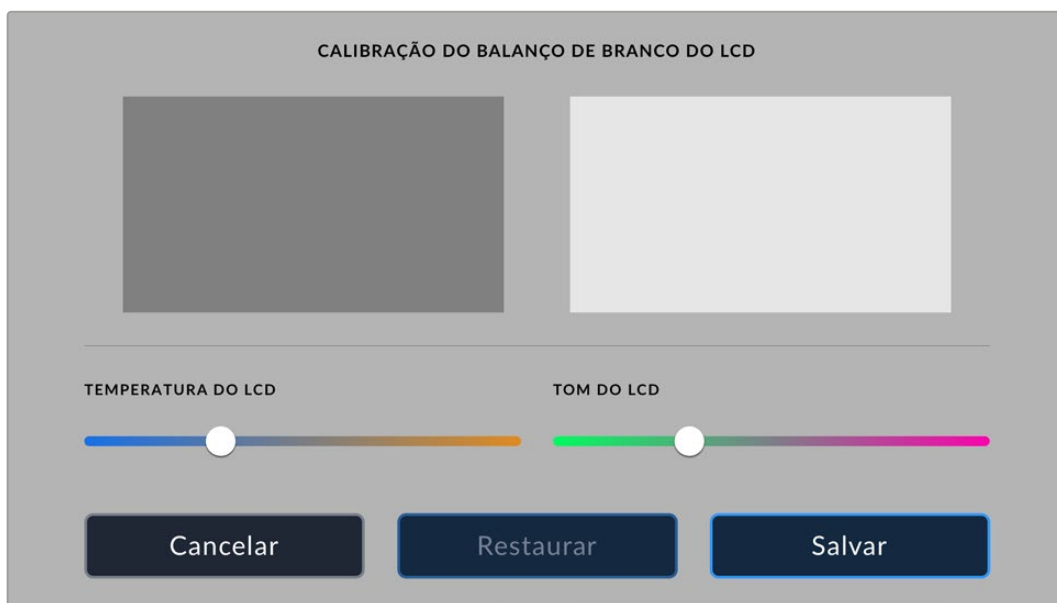 CALIBRAÇÃO DO BALANÇO DE BRANCO DO LCD
TEMPERATURA DO LCD
TOM DO LCD
Cancelar
Restaurar
Salvar